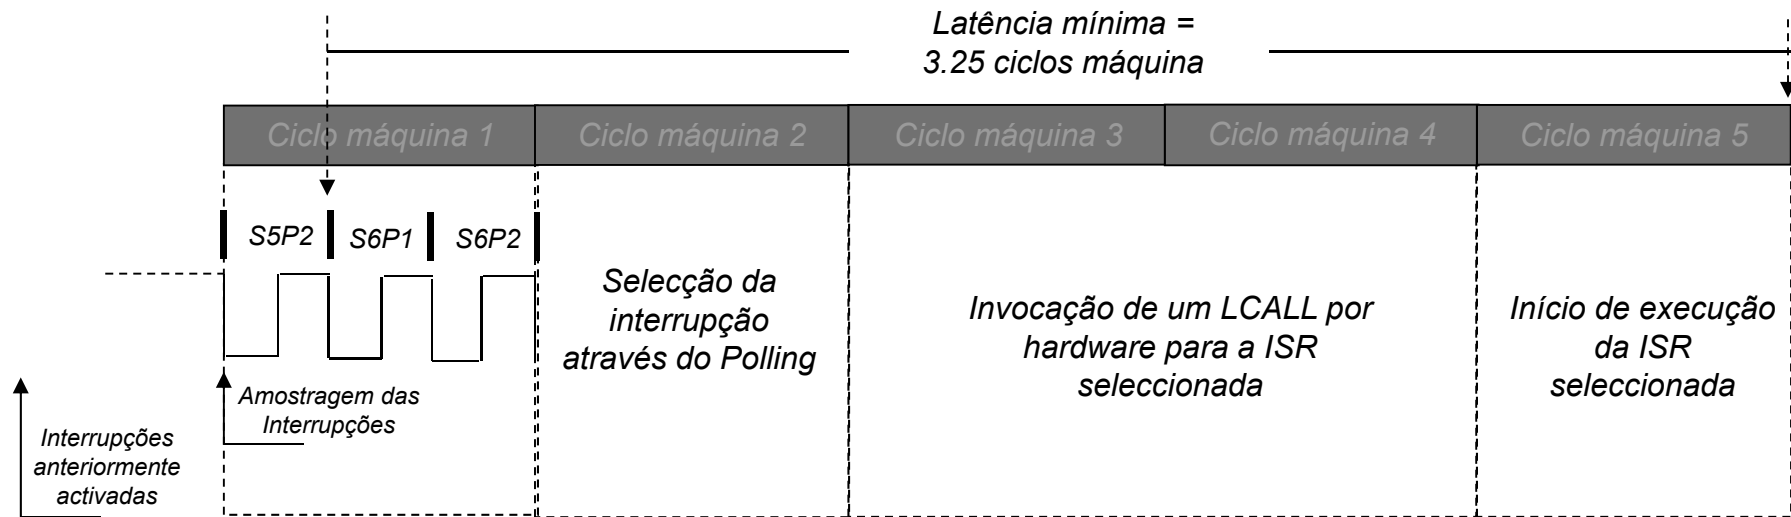 Latência mínima =
3.25 ciclos máquina
Ciclo máquina 1
Ciclo máquina 2
Ciclo máquina 3
Ciclo máquina 4
Ciclo máquina 5
S5P2
S6P1
S6P2
Selecção da
interrupção
através do Polling
Invocação de um LCALL por
hardware para a ISR
seleccionada
Início de execução
da ISR
seleccionada
Amostragem das
Interrupções
Interrupções
anteriormente
activadas